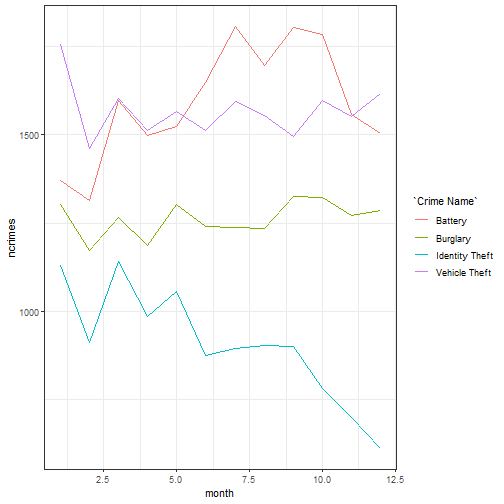 1500
1000
ncrimes
2.5 5.0 7.5 10.0 12.5
month
`Crime Name`
Battery
Burglary
Identity Theft
Vehicle Theft